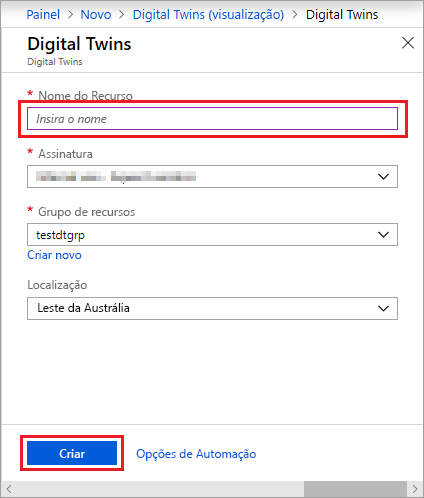 Painel > Novo > Digital Twins (visualização) > Digital Twins
Digital Twins
Digital Twins
* Nome do Recurso
Insira o nome
* Assinatura
* Grupo de recursos
testdtgrp
Criar novo
Localização
Leste da Austrália
Criar
Opções de Automação